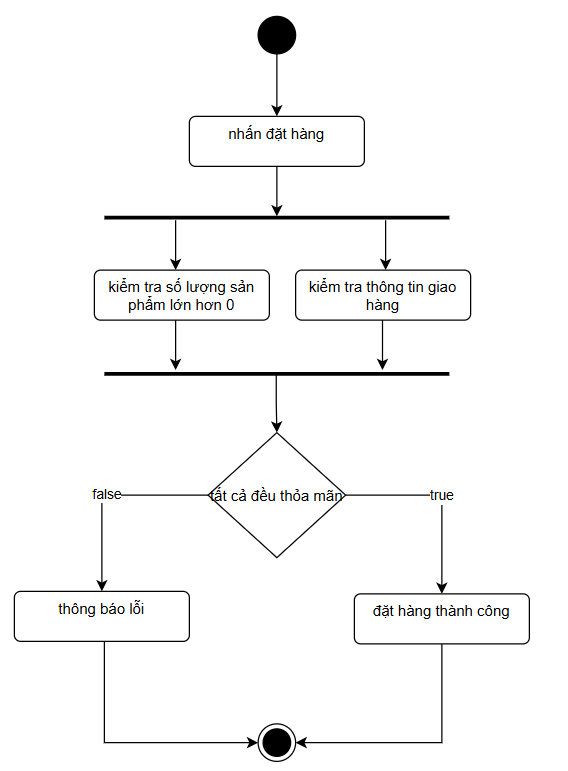 nhấn đặt hàng
kiểm tra số lượng sản
phẩm lớn hơn 0
kiểm tra thông tin giao
hàng
tất cả đều thỏa mãn
false
true
thông báo lỗi
đặt hàng thành công